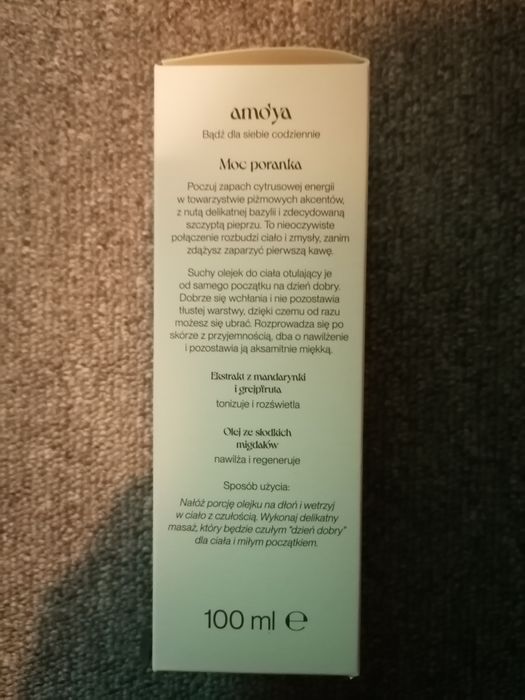 amo'ya
Bądź dla siebie codziennie
Moc poranka
Poczuj zapach cytrusowej energii
w towarzystwie piżmowych akcentów,
z nutą delikatnej bazylii i zdecydowaną
szczyptą pieprzu. To nieoczywiste
połączenie rozbudzi ciało i zmysły, zanim
zdążysz zaparzyć pierwszą kawę.
Suchy olejek do ciała otulający je
od samego początku na dzień dobry.
Dobrze się wchłania i nie pozostawia
tłustej warstwy, dzięki czemu od razu
możesz się ubrać. Rozprowadza się po
skórze z przyjemnością, dba o nawilżenie
i pozostawia ją aksamitnie miękką.
Ekstrakt z mandarynki
i grejpfruta
tonizuje i rozświetla
Olej ze słodkich
migdałów
nawilża i regeneruje
Sposób użycia:
Nałóż porcję olejku na dłoń i wetrzyj
w ciało z czułością. Wykonaj delikatny
masaż, który będzie czułym "dzień dobry"
dla ciała i miłym początkiem.
100 ml ℮